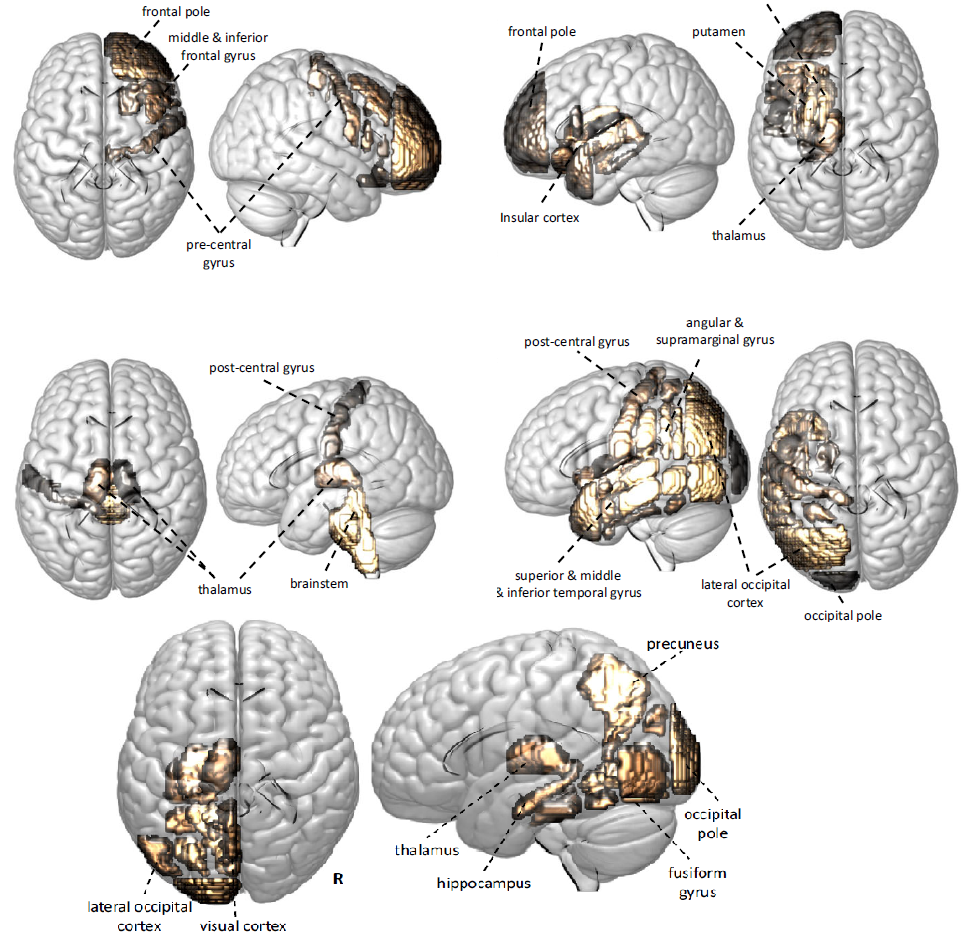 frontal pole
middle & inferior
frontal gyrus
pre-central
gyrus
frontal pole
putamen
Insular cortex
thalamus
post-central gyrus
thalamus
brainstem
angular &
supramarginal gyrus
post-central gyrus
superior & middle
& inferior temporal gyrus
lateral occipital
cortex
occipital pole
precuneus
occipital
pole
thalamus
fusiform
gyrus
hippocampus
R
lateral occipital
cortex
visual cortex